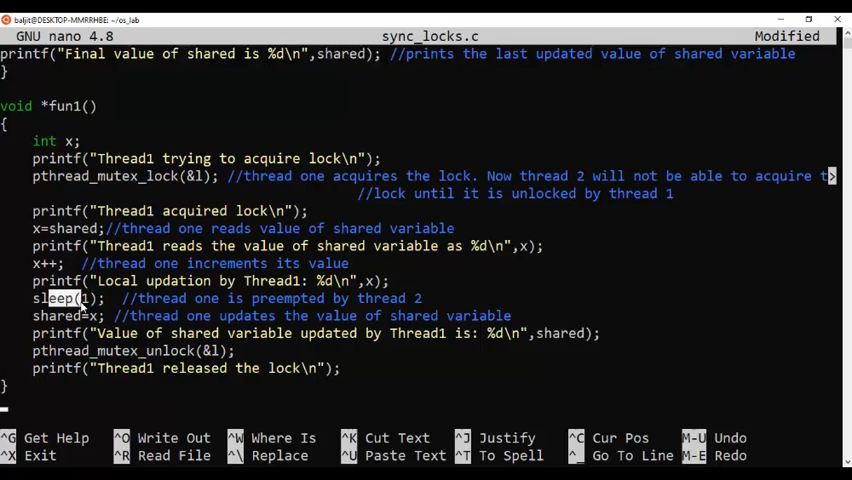 baljit@DESKTOP-MMRRHBE: ~/os_lab
GNU nano 4.8 sync_locks.c Modified
printf("Final value of shared is %d\n",shared); //prints the last updated value of shared variable
}
void *fun1()
{
int x;
printf("Thread1 trying to acquire lock\n");
pthread_mutex_lock(&l); //thread one acquires the lock. Now thread 2 will not be able to acquire t>
//lock until it is unlocked by thread 1
printf("Thread1 acquired lock\n");
x=shared;//thread one reads value of shared variable
printf("Thread1 reads the value of shared variable as %d\n",x);
x++; //thread one increments its value
printf("Local updation by Thread1: %d\n",x);
sleep(1); //thread one is preempted by thread 2
shared=x; //thread one updates the value of shared variable
printf("Value of shared variable updated by Thread1 is: %d\n",shared);
pthread_mutex_unlock(&l);
printf("Thread1 released the lock\n");
}
^G Get Help ^O Write Out ^W Where Is ^K Cut Text ^J Justify ^C Cur Pos M-U Undo
^X Exit ^R Read File ^\ Replace ^U Paste Text ^T To Spell ^_ Go To Line M-E Redo